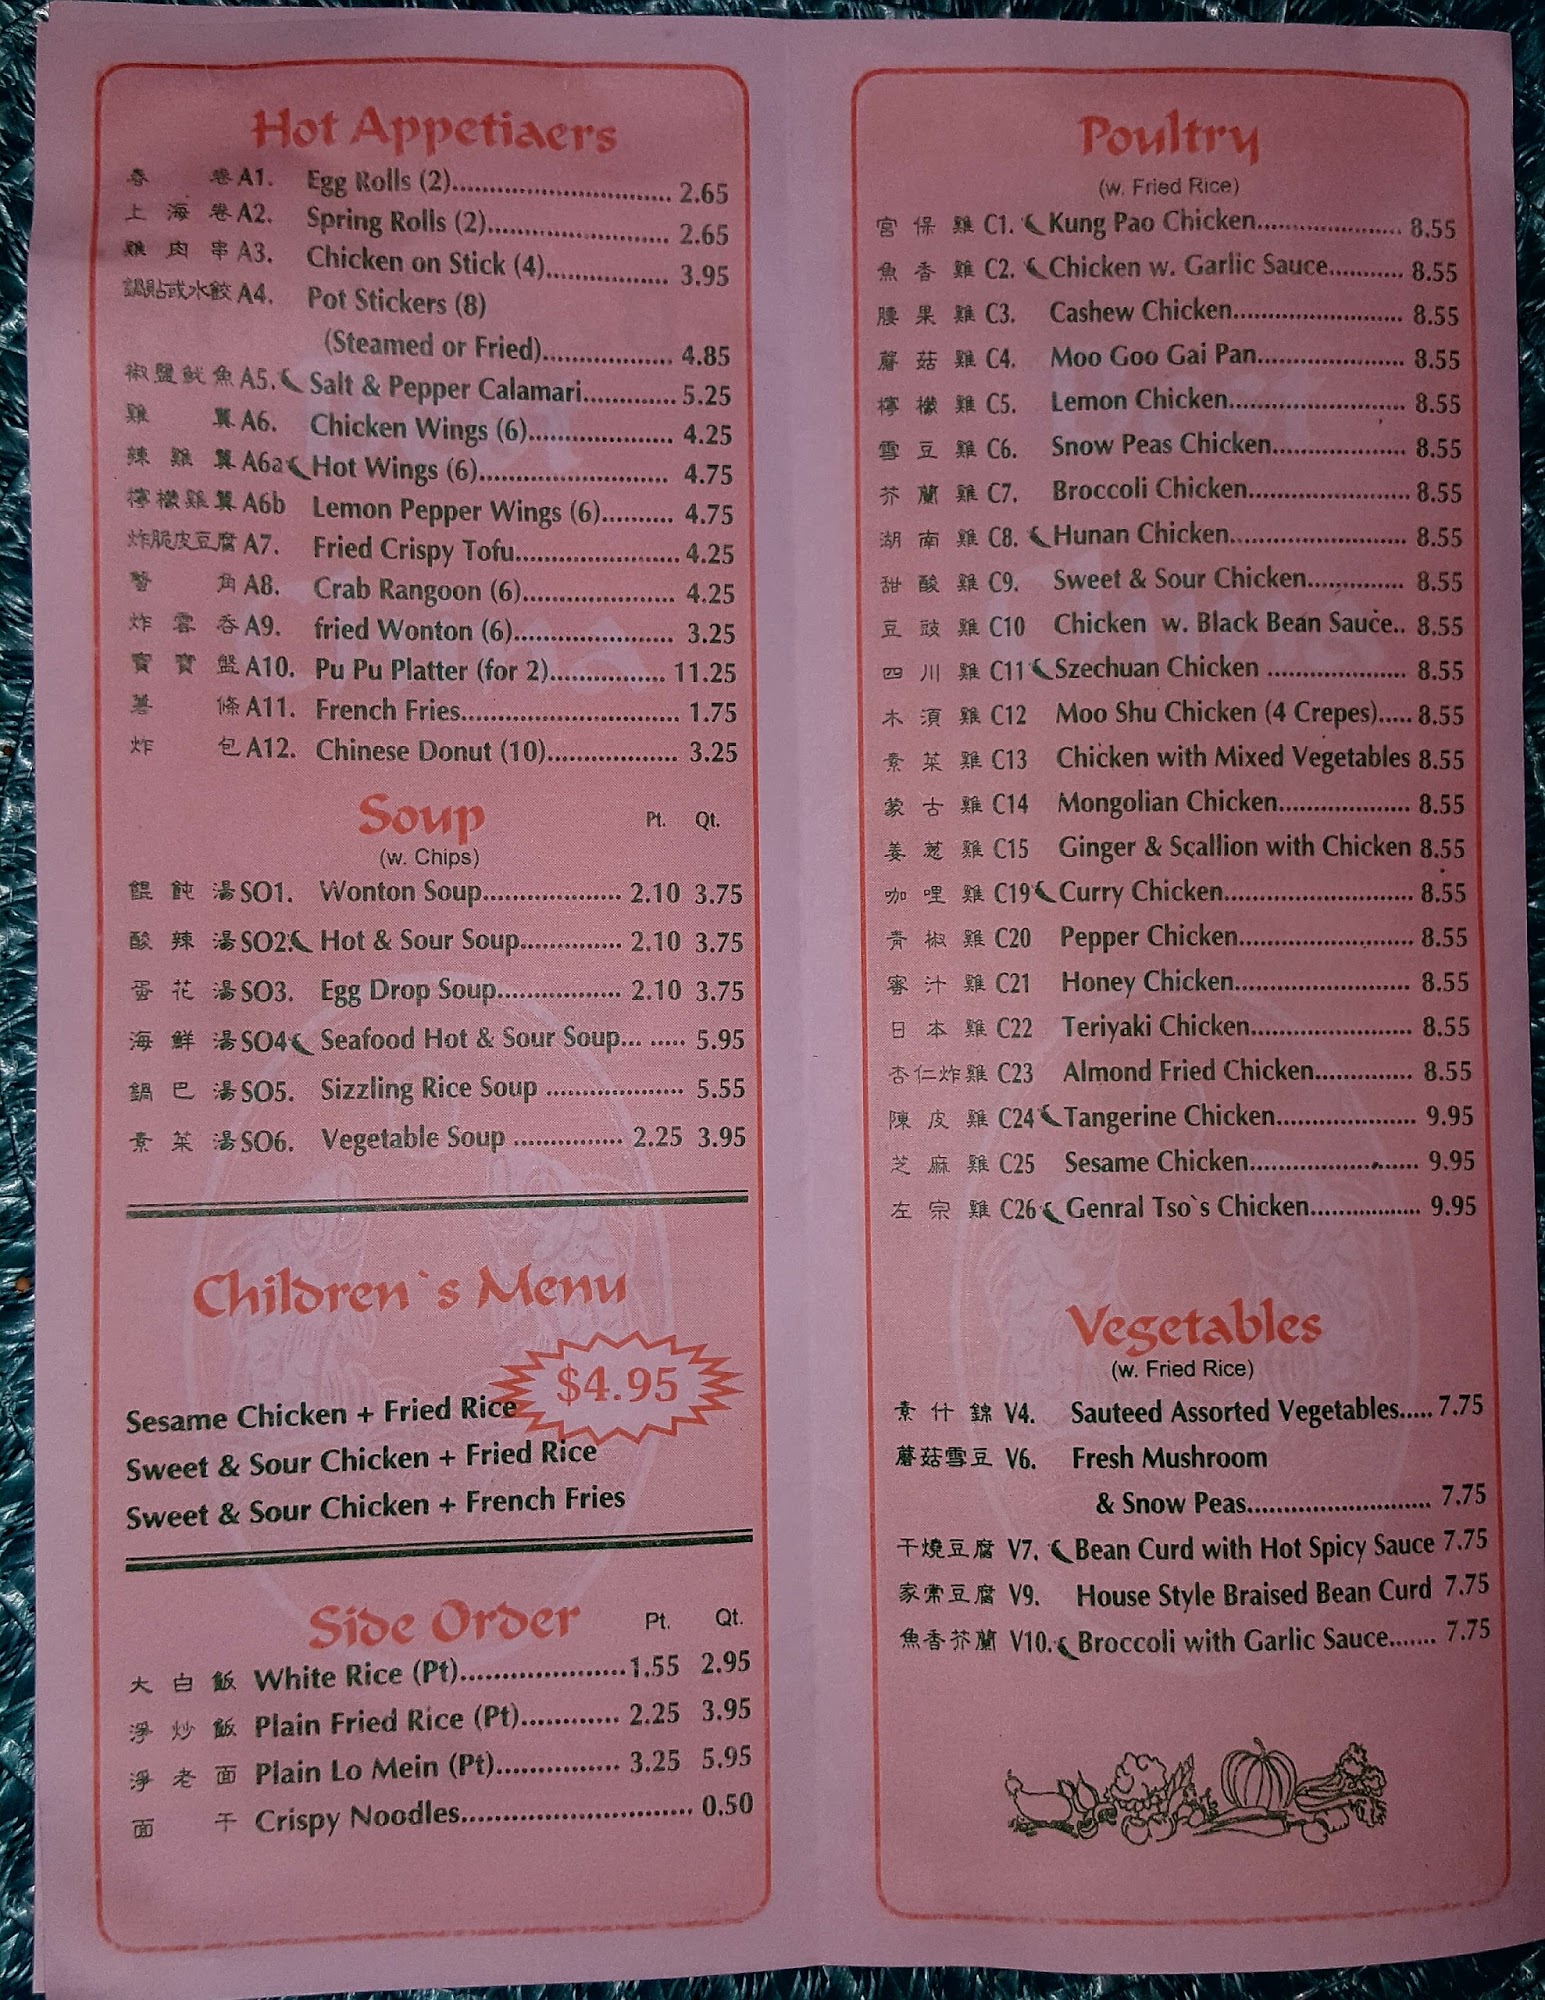 Hot Appetiaers
春 卷 A1. Egg Rolls (2)............................ 2.65
上海卷 A2. Spring Rolls (2)....................... 2.65
雞肉串 A3. Chicken on Stick (4)............... 3.95
鍋貼或水餃 A4. Pot Stickers (8)
(Steamed or Fried)................ 4.85
椒鹽魷魚 A5. Salt & Pepper Calamari............ 5.25
雞 翼 A6. Chicken Wings (6).................. 4.25
辣雞翼 A6a Hot Wings (6)....................... 4.75
檸檬雞翼 A6b Lemon Pepper Wings (6).......... 4.75
炸脆皮豆腐 A7. Fried Crispy Tofu.................... 4.25
蟹 角 A8. Crab Rangoon (6)................... 4.25
炸雲吞 A9. fried Wonton (6).................... 3.25
寶寶盤 A10. Pu Pu Platter (for 2)............... 11.25
薯 條 A11. French Fries........................... 1.75
炸 包 A12. Chinese Donut (10)................. 3.25
Soup Pt. Qt.
(w. Chips)
餛飩湯 SO1. Wonton Soup.................. 2.10 3.75
酸辣湯 SO2. Hot & Sour Soup............. 2.10 3.75
蛋花湯 SO3. Egg Drop Soup................ 2.10 3.75
海鮮湯 SO4. Seafood Hot & Sour Soup... ..... 5.95
鍋巴湯 SO5. Sizzling Rice Soup .................. 5.55
素菜湯 SO6. Vegetable Soup .............. 2.25 3.95
Children`s Menu
$4.95
Sesame Chicken + Fried Rice
Sweet & Sour Chicken + Fried Rice
Sweet & Sour Chicken + French Fries
Side Order Pt. Qt.
大白飯 White Rice (Pt).....................1.55 2.95
淨炒飯 Plain Fried Rice (Pt)............ 2.25 3.95
淨老面 Plain Lo Mein (Pt)............... 3.25 5.95
面 干 Crispy Noodles............................ 0.50
Poultry
(w. Fried Rice)
宮保雞 C1. Kung Pao Chicken..................... 8.55
魚香雞 C2. Chicken w. Garlic Sauce........... 8.55
腰果雞 C3. Cashew Chicken........................ 8.55
蘑菇雞 C4. Moo Goo Gai Pan.................... 8.55
檸檬雞 C5. Lemon Chicken......................... 8.55
雪豆雞 C6. Snow Peas Chicken................... 8.55
芥蘭雞 C7. Broccoli Chicken...................... 8.55
湖南雞 C8. Hunan Chicken......................... 8.55
甜酸雞 C9. Sweet & Sour Chicken.............. 8.55
豆豉雞 C10 Chicken w. Black Bean Sauce.. 8.55
四川雞 C11 Szechuan Chicken .................... 8.55
木須雞 C12 Moo Shu Chicken (4 Crepes)..... 8.55
素菜雞 C13 Chicken with Mixed Vegetables 8.55
蒙古雞 C14 Mongolian Chicken................... 8.55
姜蔥雞 C15 Ginger & Scallion with Chicken 8.55
咖哩雞 C19 Curry Chicken........................... 8.55
青椒雞 C20 Pepper Chicken......................... 8.55
蜜汁雞 C21 Honey Chicken......................... 8.55
日本雞 C22 Teriyaki Chicken....................... 8.55
杏仁炸雞 C23 Almond Fried Chicken.............. 8.55
陳皮雞 C24 Tangerine Chicken.................... 9.95
芝麻雞 C25 Sesame Chicken........................ 9.95
左宗雞 C26 Genral Tso`s Chicken................ 9.95
Vegetables
(w. Fried Rice)
素什錦 V4. Sauteed Assorted Vegetables..... 7.75
蘑菇雪豆 V6. Fresh Mushroom
& Snow Peas........................... 7.75
干燒豆腐 V7. Bean Curd with Hot Spicy Sauce 7.75
家常豆腐 V9. House Style Braised Bean Curd 7.75
魚香芥蘭 V10. Broccoli with Garlic Sauce....... 7.75